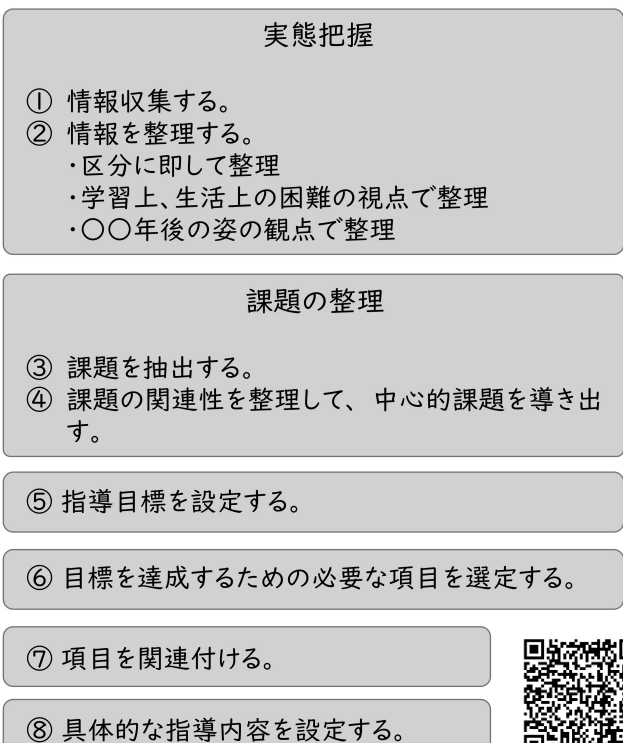 実態把握
① 情報収集する。
② 情報を整理する。
・区分に即して整理
・学習上、生活上の困難の視点で整理
・〇〇年後の姿の観点で整理
課題の整理
③ 課題を抽出する。
④ 課題の関連性を整理して、中心的課題を導き出
す。
⑤ 指導目標を設定する。
⑥ 目標を達成するための必要な項目を選定する。
⑦ 項目を関連付ける。
⑧ 具体的な指導内容を設定する。